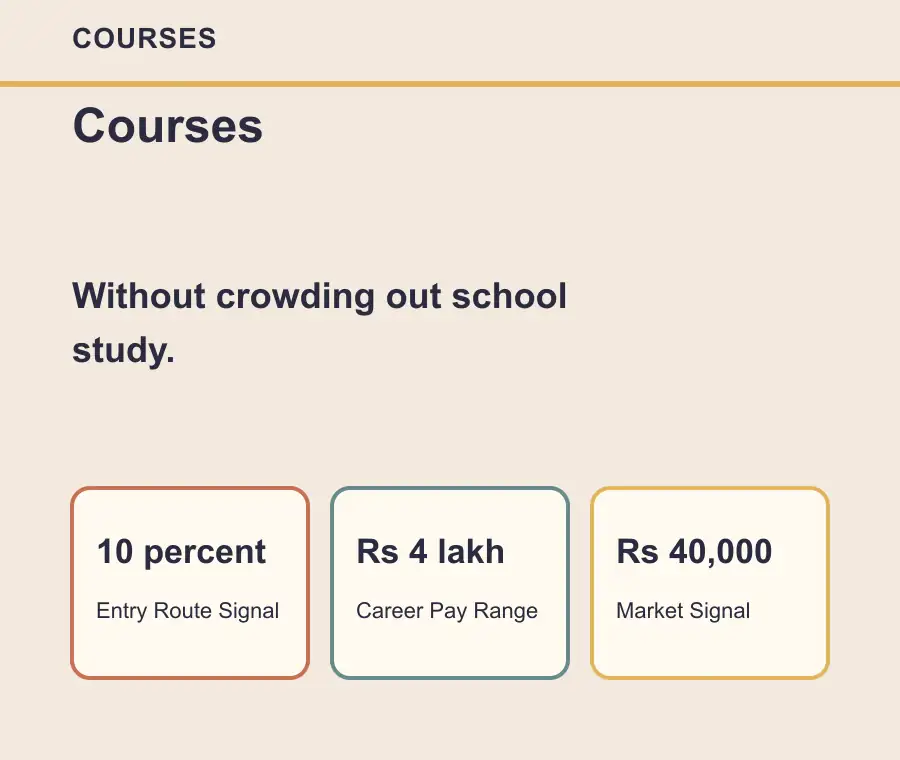 COURSES
Courses
Without crowding out school
study.
10 percent
Entry Route Signal
Rs 4 lakh
Career Pay Range
Rs 40,000
Market Signal